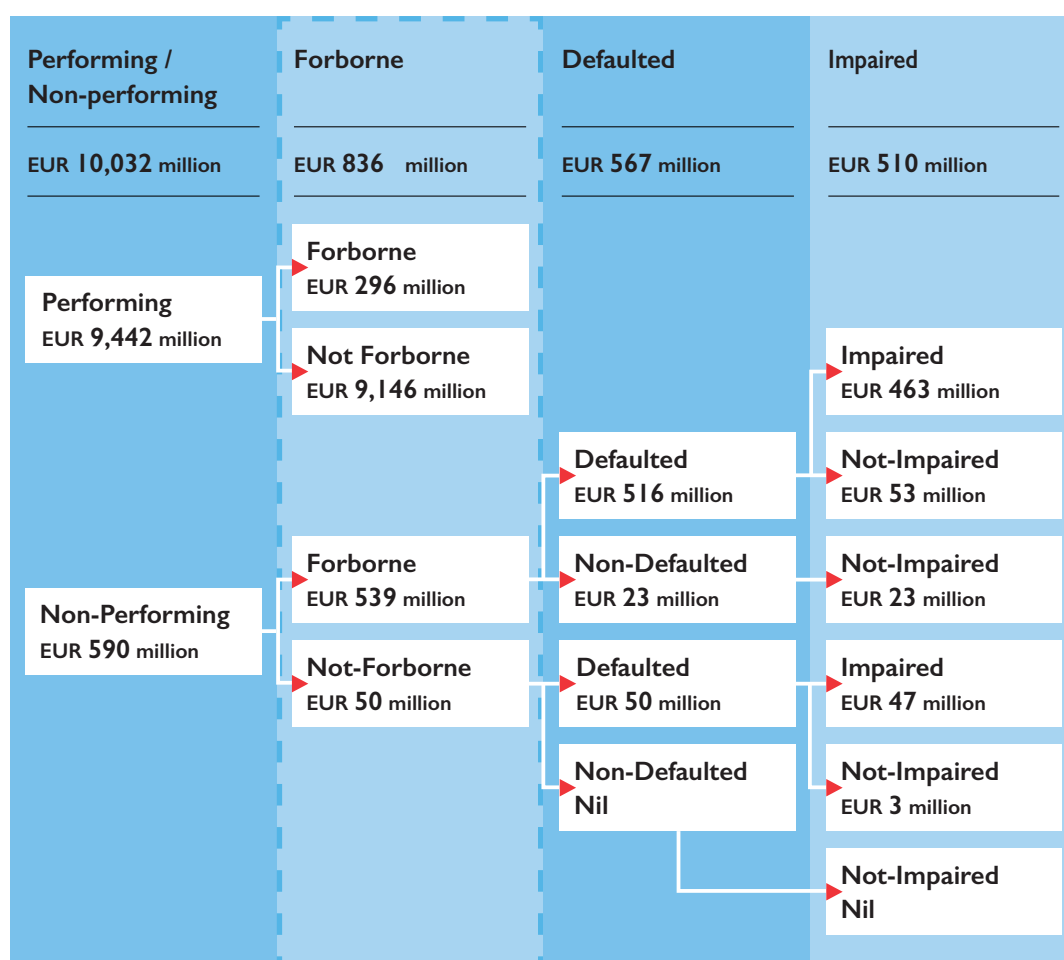 Performing /
Non-performing
EUR 10,032 million
Performing
EUR 9,442 million
Non-Performing
EUR 590 million
Forborne
EUR 836 million
Forborne
EUR 296 million
Not Forborne
EUR 9,146 million
Forborne
EUR 539 million
Not-Forborne
EUR 50 million
Defaulted
EUR 567 million
Defaulted
EUR 516 million
Non-Defaulted
EUR 23 million
Defaulted
EUR 50 million
Non-Defaulted
Nil
Impaired
EUR 510 million
Impaired
EUR 463 million
Not-Impaired
EUR 53 million
Not-Impaired
EUR 23 million
Impaired
EUR 47 million
Not-Impaired
EUR 3 million
Not-Impaired
Nil